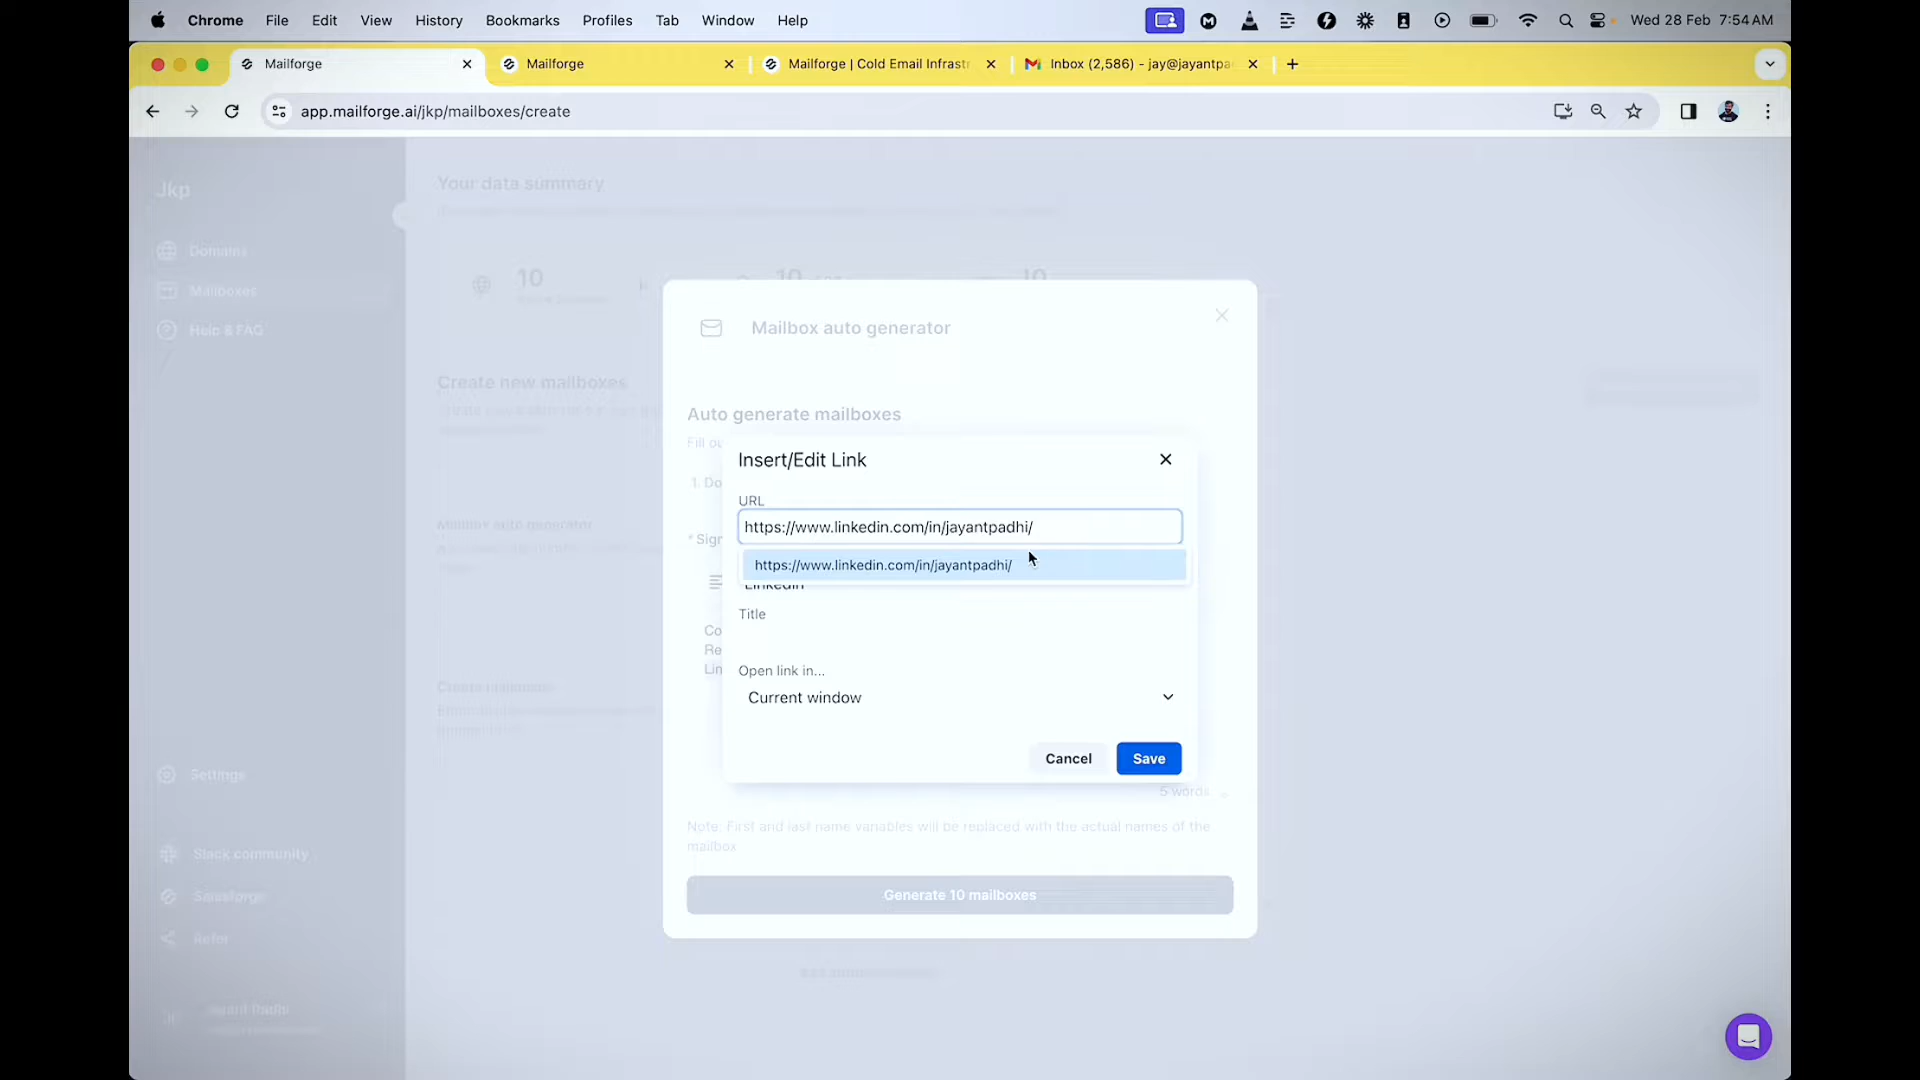 Chrome File Edit View History Bookmarks Profiles Tab Window Help Wed 28 Feb 7:54 AM
Mailforge Mailforge Mailforge | Cold Email Infrastr Inbox (2,586) - jay@jayantpa
app.mailforge.ai/jkp/mailboxes/create
Jkp
Domains
Mailboxes
Help & FAQ
Settings
Slack community
Salesforge
Refer
Your data summary
10 10 10
Create new mailboxes
Mailbox auto generator
Create mailboxes
Mailbox auto generator
Auto generate mailboxes
Fill ou
1. Do
* Sign
Co
Re
Lin
Insert/Edit Link
URL
https://www.linkedin.com/in/jayantpadhi/
https://www.linkedin.com/in/jayantpadhi/
Linkedin
Title
Open link in...
Current window
Cancel Save
5 words
Note: First and last name variables will be replaced with the actual names of the
mailbox
Generate 10 mailboxes